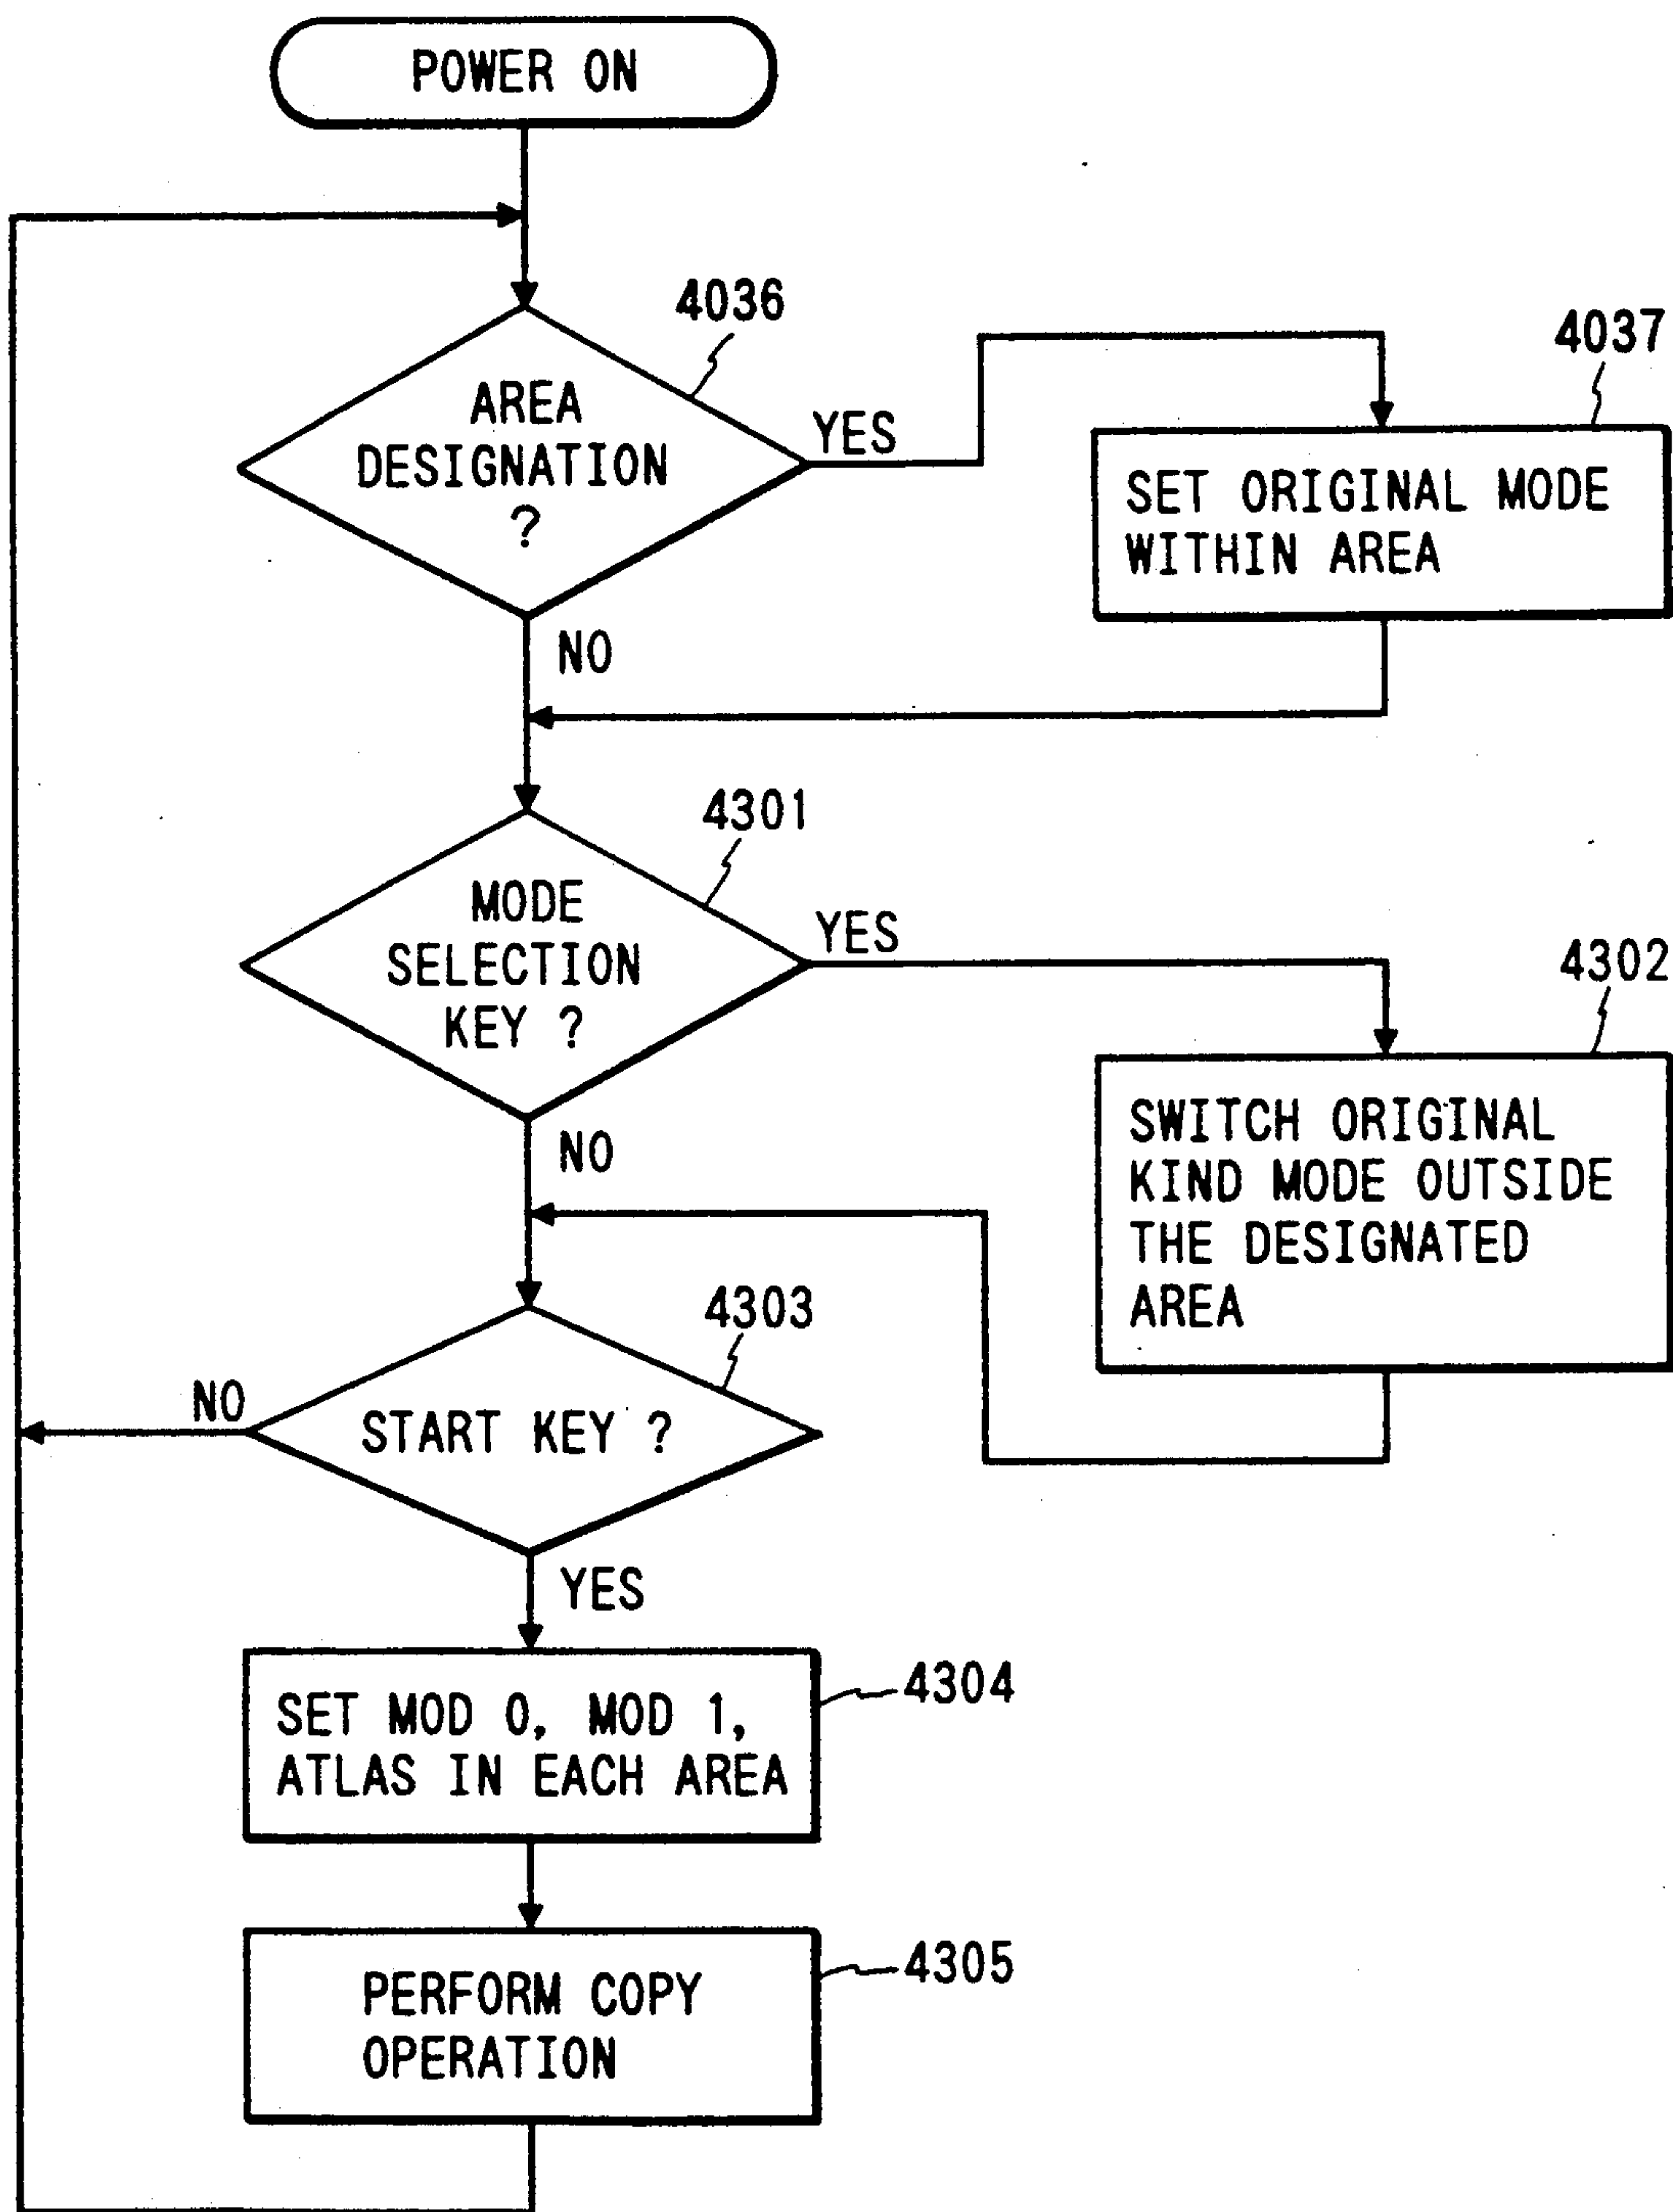 POWER ON
4036
AREA
DESIGNATION
?
YES
NO
4037
SET ORIGINAL MODE
WITHIN AREA
4301
MODE
SELECTION
KEY ?
YES
NO
4302
SWITCH ORIGINAL
KIND MODE OUTSIDE
THE DESIGNATED
AREA
4303
START KEY ?
NO
YES
4304
SET MOD 0, MOD 1,
ATLAS IN EACH AREA
4305
PERFORM COPY
OPERATION